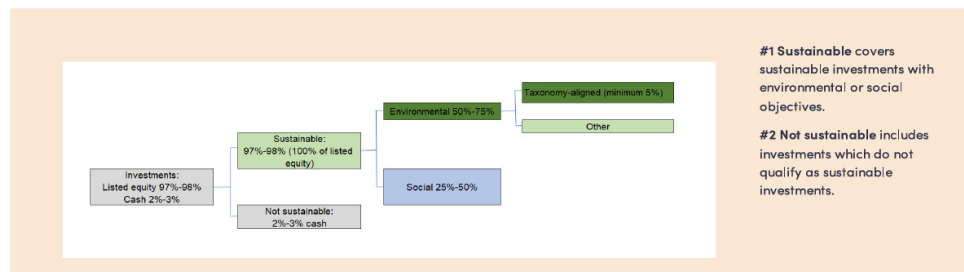 #1 Sustainable covers
sustainable investments with
environmental or social
objectives.
#2 Not sustainable includes
investments which do not
qualify as sustainable
investments.
Investments:
Listed equity 97%-98%
Cash 2%-3%
Sustainable:
97%-98% (100% of listed
equity)
Not sustainable:
2%-3% cash
Environmental 50%-75%
Social 25%-50%
Taxonomy-aligned (minimum 5%)
Other